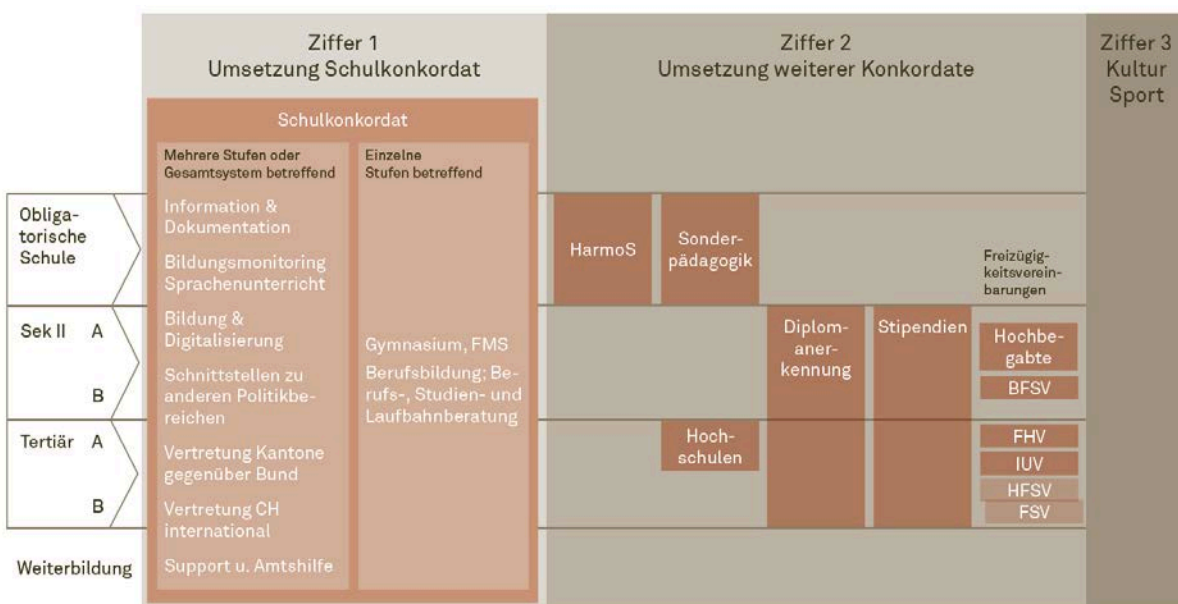 Ziffer 1
Umsetzung Schulkonkordat
Ziffer 2
Umsetzung weiterer Konkordate
Ziffer 3
Kultur
Sport
Schulkonkordat
Mehrere Stufen oder
Gesamtsystem betreffend
Einzelne
Stufen betreffend
Obliga-
torische
Schule
Sek II A
B
Tertiär A
B
Weiterbildung
Information &
Dokumentation
Bildungsmonitoring
Sprachenunterricht
Bildung &
Digitalisierung
Schnittstellen zu
anderen Politikbe-
reichen
Vertretung Kantone
gegenüber Bund
Vertretung CH
international
Support u. Amtshilfe
Gymnasium, FMS
Berufsbildung; Be-
rufs-, Studien- und
Laufbahnberatung
HarmoS
Sonder-
pädagogik
Hoch-
schulen
Diplom-
aner-
kennung
Stipendien
Freizügig-
keitsverein-
barungen
Hochbe-
gabte
BFSV
FHV
IUV
HFSV
FSV